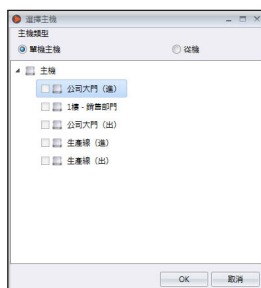 選擇主機
主機類型
單機主機 從機
主機
公司大門（進）
1樓 - 銷售部門
公司大門（出）
生產線（進）
生產線（出）
OK 取消